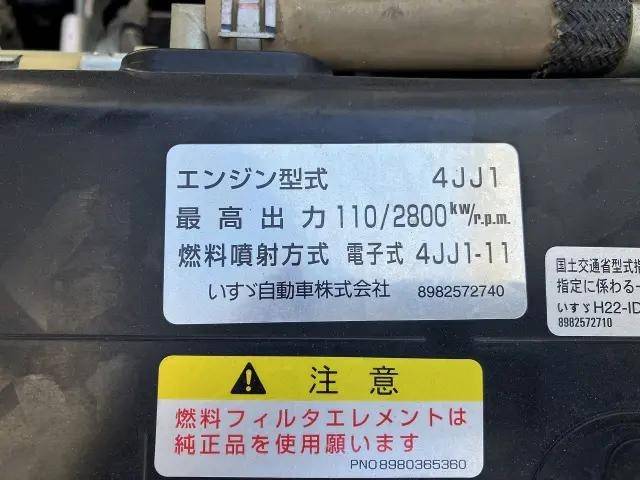 エンジン型式 4JJ1
最高出力 110/2800kW/r.p.m.
燃料噴射方式 電子式 4JJ1-11
いすゞ自動車株式会社 8982572740
国土交通省型式指
指定に係わる一
いすゞH22-ID
8982572710
注意
燃料フィルタエレメントは
純正品を使用願います
PNO8980365360